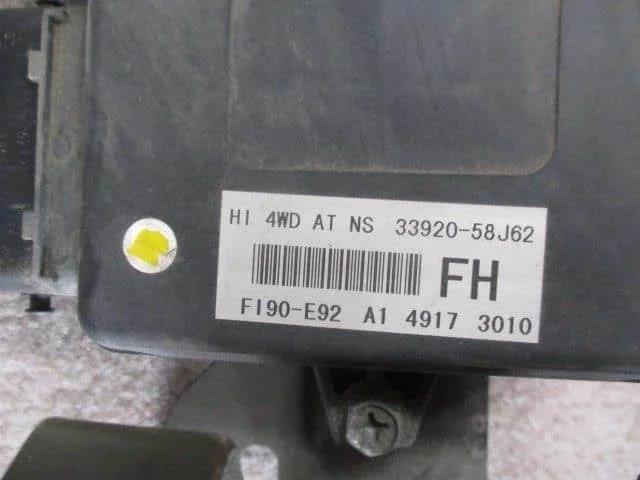 HI 4WD AT NS 33920-58J62
FH
FI90-E92 A1 4917 3010